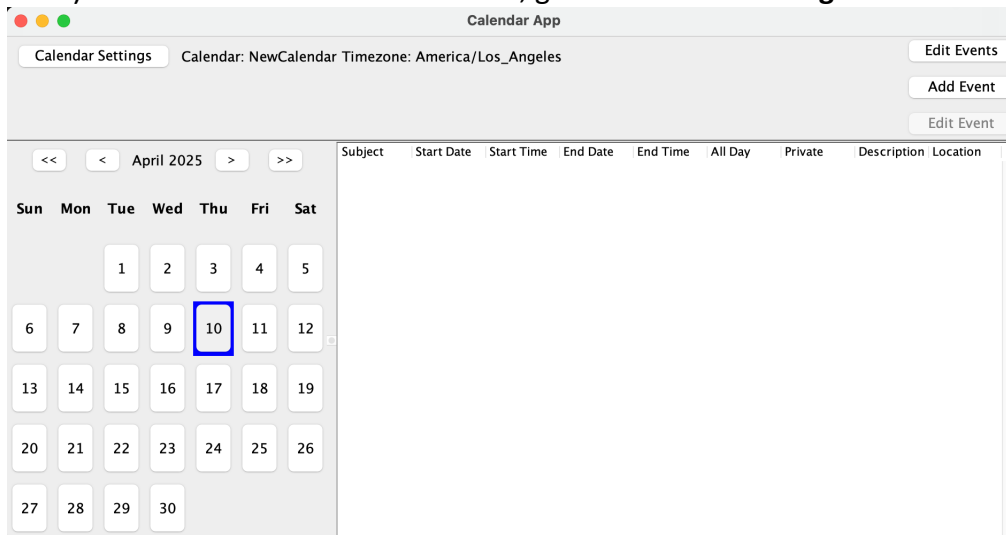 Calendar App
Calendar Settings Calendar: NewCalendar Timezone: America/Los_Angeles
Edit Events
Add Event
Edit Event
<< < April 2025 > >>
Sun Mon Tue Wed Thu Fri Sat
1 2 3 4 5
6 7 8 9 10 11 12
13 14 15 16 17 18 19
20 21 22 23 24 25 26
27 28 29 30
Subject Start Date Start Time End Date End Time All Day Private Description Location